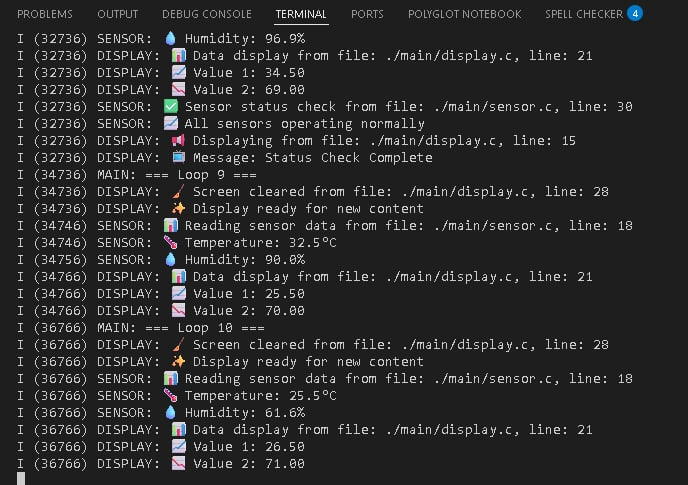 PROBLEMS OUTPUT DEBUG CONSOLE TERMINAL PORTS POLYGLOT NOTEBOOK SPELL CHECKER 4
I (32736) SENSOR: 💧 Humidity: 96.9%
I (32736) DISPLAY: 📊 Data display from file: ./main/display.c, line: 21
I (32736) DISPLAY: 📈 Value 1: 34.50
I (32736) DISPLAY: 📉 Value 2: 69.00
I (32736) SENSOR: ✅ Sensor status check from file: ./main/sensor.c, line: 30
I (32736) SENSOR: 📈 All sensors operating normally
I (32736) DISPLAY: 📢 Displaying from file: ./main/display.c, line: 15
I (32736) DISPLAY: 📺 Message: Status Check Complete
I (34736) MAIN: === Loop 9 ===
I (34736) DISPLAY: 🧹 Screen cleared from file: ./main/display.c, line: 28
I (34736) DISPLAY: ✨ Display ready for new content
I (34746) SENSOR: 📊 Reading sensor data from file: ./main/sensor.c, line: 18
I (34746) SENSOR: 🌡️ Temperature: 32.5°C
I (34756) SENSOR: 💧 Humidity: 90.0%
I (34766) DISPLAY: 📊 Data display from file: ./main/display.c, line: 21
I (34766) DISPLAY: 📈 Value 1: 25.50
I (34766) DISPLAY: 📉 Value 2: 70.00
I (36766) MAIN: === Loop 10 ===
I (36766) DISPLAY: 🧹 Screen cleared from file: ./main/display.c, line: 28
I (36766) DISPLAY: ✨ Display ready for new content
I (36766) SENSOR: 📊 Reading sensor data from file: ./main/sensor.c, line: 18
I (36766) SENSOR: 🌡️ Temperature: 25.5°C
I (36766) SENSOR: 💧 Humidity: 61.6%
I (36766) DISPLAY: 📊 Data display from file: ./main/display.c, line: 21
I (36766) DISPLAY: 📈 Value 1: 26.50
I (36766) DISPLAY: 📉 Value 2: 71.00